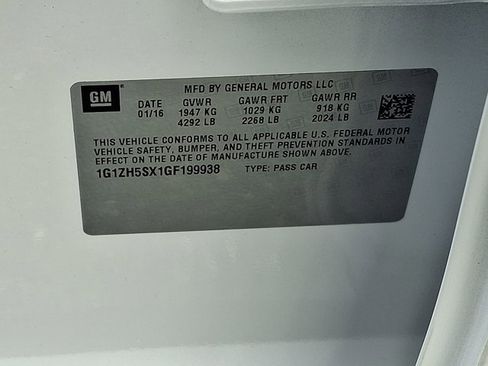 GM MFD BY GENERAL MOTORS LLC
DATE GVWR GAWR FRT GAWR RR
01/16 1947 KG 1029 KG 918 KG
4292 LB 2268 LB 2024 LB
THIS VEHICLE CONFORMS TO ALL APPLICABLE U.S. FEDERAL MOTOR
VEHICLE SAFETY, BUMPER, AND THEFT PREVENTION STANDARDS IN
EFFECT ON THE DATE OF MANUFACTURE SHOWN ABOVE.
1G1ZH5SX1GF199938 TYPE: PASS CAR